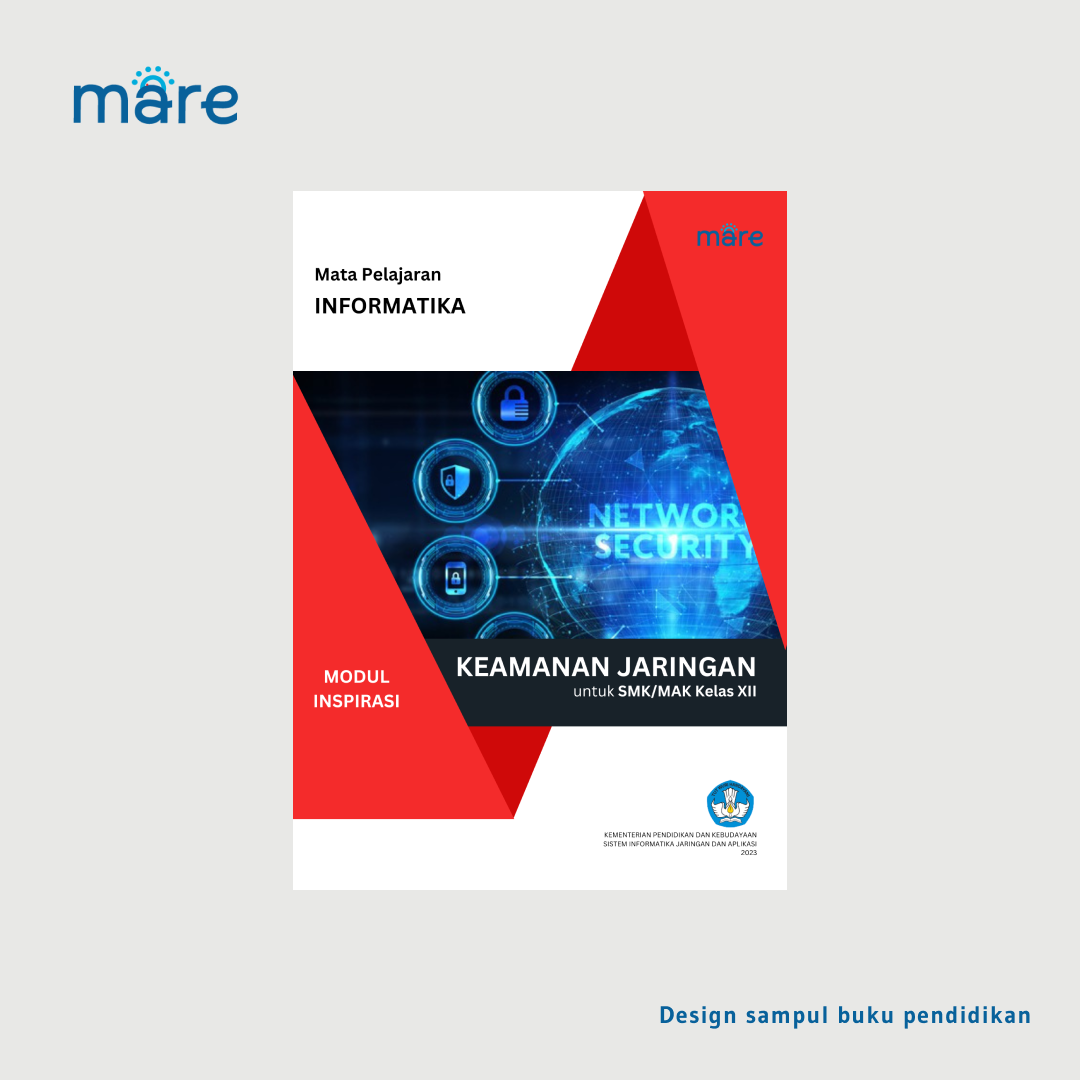 mare
mare
Mata Pelajaran
INFORMATIKA
NETWORK
SECURITY
KEAMANAN JARINGAN
untuk SMK/MAK Kelas XII
MODUL
INSPIRASI
KEMENTERIAN PENDIDIKAN DAN KEBUDAYAAN
SISTEM INFORMATIKA JARINGAN DAN APLIKASI
2023
Design sampul buku pendidikan